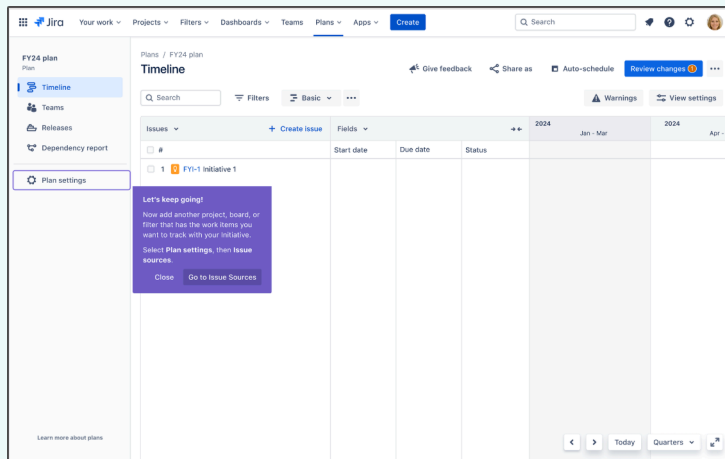 Jira Your work Projects Filters Dashboards Teams Plans Apps Create Search
FY24 plan
Plan
Timeline
Teams
Releases
Dependency report
Plan settings
Learn more about plans
Plans / FY24 plan
Timeline
Give feedback Share as Auto-schedule Review changes 1
Search Filters Basic Warnings View settings
Issues + Create issue Fields 2024 2024
Jan - Mar Apr -
# Start date Due date Status
1 FYI-1 Initiative 1
Let's keep going!
Now add another project, board, or
filter that has the work items you
want to track with your Initiative.
Select Plan settings, then Issue
sources.
Close Go to Issue Sources
Today Quarters